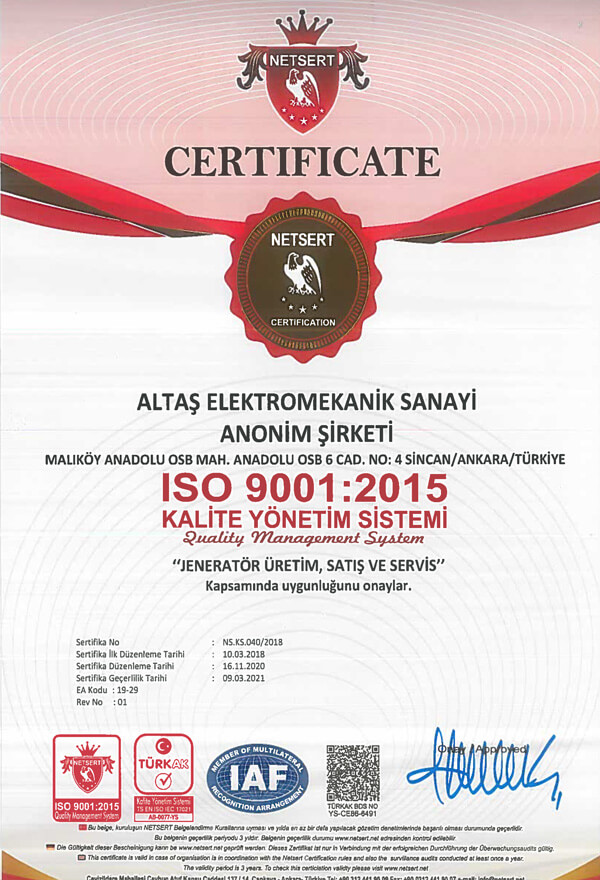 NETSERT
CERTIFICATE
NETSERT
CERTIFICATION
ALTAŞ ELEKTROMEKANİK SANAYİ
ANONİM ŞİRKETİ
MALIKÖY ANADOLU OSB MAH. ANADOLU OSB 6 CAD. NO: 4 SİNCAN/ANKARA/TÜRKİYE
ISO 9001:2015
KALİTE YÖNETİM SİSTEMİ
Quality Management System
‘‘JENERATÖR ÜRETİM, SATIŞ VE SERVİS’’
Kapsamında uygunluğunu onaylar.
Sertifika No : NS.KS.040/2018
Sertifika İlk Düzenleme Tarihi : 10.03.2018
Sertifika Düzenleme Tarihi : 16.11.2020
Sertifika Geçerlilik Tarihi : 09.03.2021
EA Kodu : 19-29
Rev No : 01
NETSERT
ISO 9001:2015
Quality Management System
TÜRKAK
Kalite Yönetim Sistemi
TS EN ISO IEC 17021
AB-0077-YS
MEMBER OF MULTILATERAL
IAF
RECOGNITION ARRANGEMENT
TÜRKAK BDS NO
YS-CE86-6491
Onay / Approved
Bu belge, kuruluşun NETSERT Belgelendirme Kurallarına uyması ve yılda en az bir defa yapılacak gözetim denetimlerinde başarılı olması durumunda geçerlidir.
Bu belgenin geçerlilik periyodu 3 yıldır. Belgenin geçerlilik durumu www.netsert.net adresinden kontrol edilebilir
Die Gültigkeit dieser Bescheinigung kann be www.netsert.net geprüft werden. Dieses Zertifikat ist nur in Verbindung mit der erfolgreichen Durchführung der Überwachungsaudits gültig.
This certificate is valid in case of organisation is in coordination with the Netsert Certification rules and also the surveillance audits conducted at least once a year.
The validity period is 3 years. To check this certification validity please visit www.netsert.net